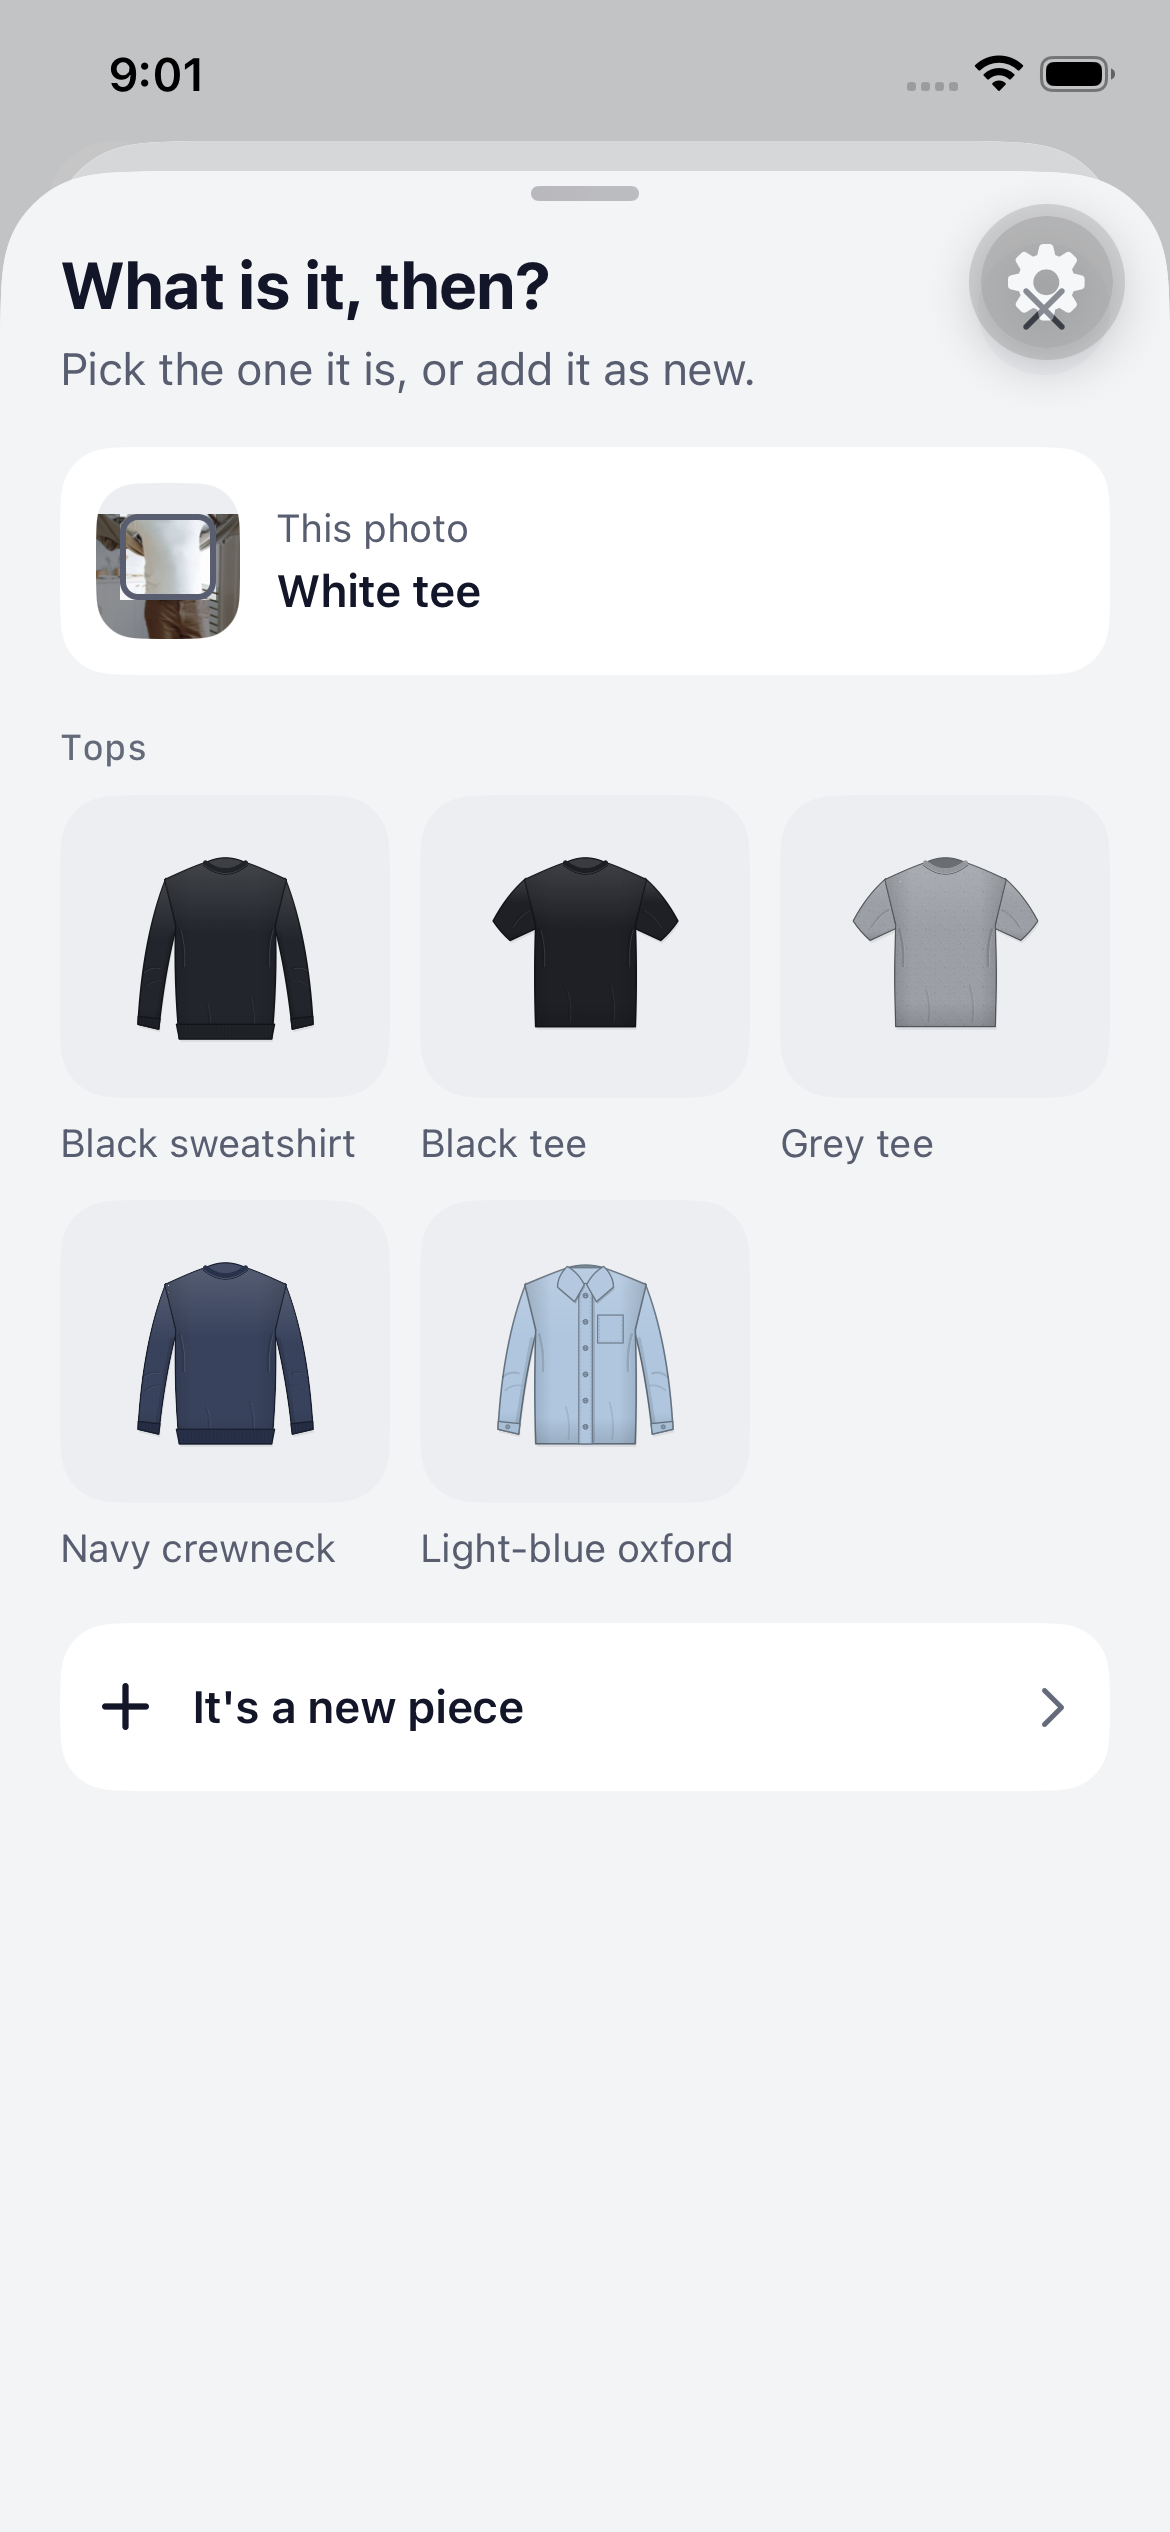 9:01
What is it, then?
Pick the one it is, or add it as new.
This photo
White tee
Tops
Black sweatshirt
Black tee
Grey tee
Navy crewneck
Light-blue oxford
It's a new piece